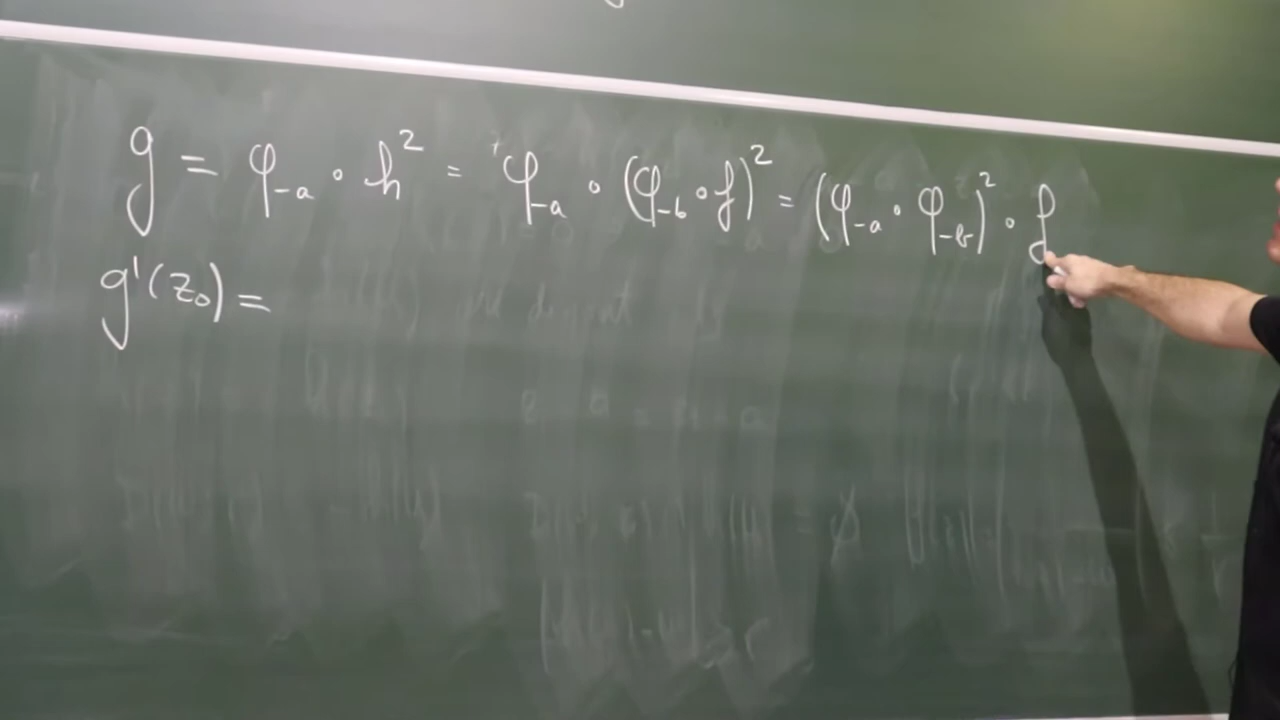 g = φ₋ₐ ∘ h² = φ₋ₐ ∘ (φ₋b ∘ f)² = (φ₋ₐ ∘ φ₋b)² ∘ f
g'(z₀) =